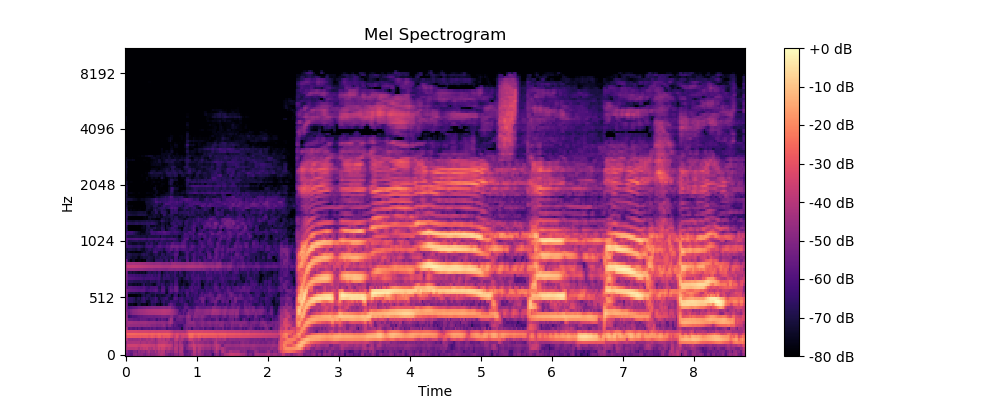 Mel Spectrogram
Hz
8192
4096
2048
1024
512
0
0 1 2 3 4 5 6 7 8
Time
+0 dB
-10 dB
-20 dB
-30 dB
-40 dB
-50 dB
-60 dB
-70 dB
-80 dB